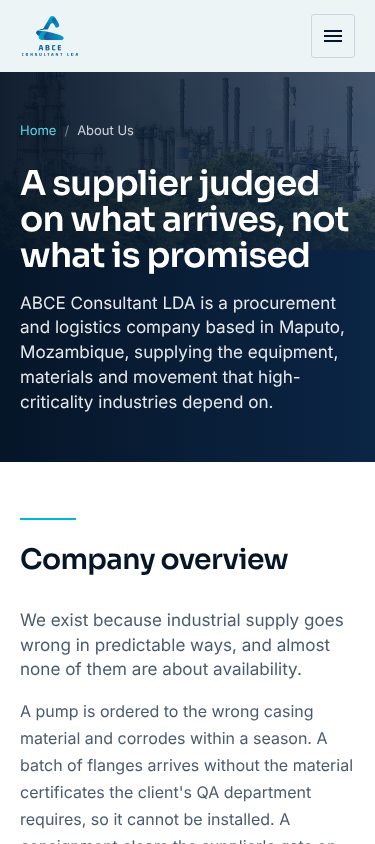 ABCE
CONSULTANT LDA
Home / About Us
A supplier judged
on what arrives, not
what is promised
ABCE Consultant LDA is a procurement
and logistics company based in Maputo,
Mozambique, supplying the equipment,
materials and movement that high-
criticality industries depend on.
Company overview
We exist because industrial supply goes
wrong in predictable ways, and almost
none of them are about availability.
A pump is ordered to the wrong casing
material and corrodes within a season. A
batch of flanges arrives without the material
certificates the client's QA department
requires, so it cannot be installed. A